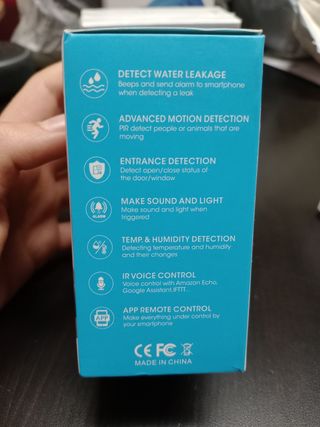 DETECT WATER LEAKAGE
Beeps and send alarm to smartphone
when detecting a leak
ADVANCED MOTION DETECTION
PIR detect people or animals that are
moving
ENTRANCE DETECTION
Detect open/close status of
the door/window
MAKE SOUND AND LIGHT
Make sound and light when
triggered
ALARM
TEMP. & HUMIDITY DETECTION
Detecting temperature and humidify
and their changes
IR VOICE CONTROL
Voice control with Amazon Echo,
Google Assistant.IFTTT...
APP REMOTE CONTROL
Make everything under control by
your smartphone
APP
CE FC
MADE IN CHINA